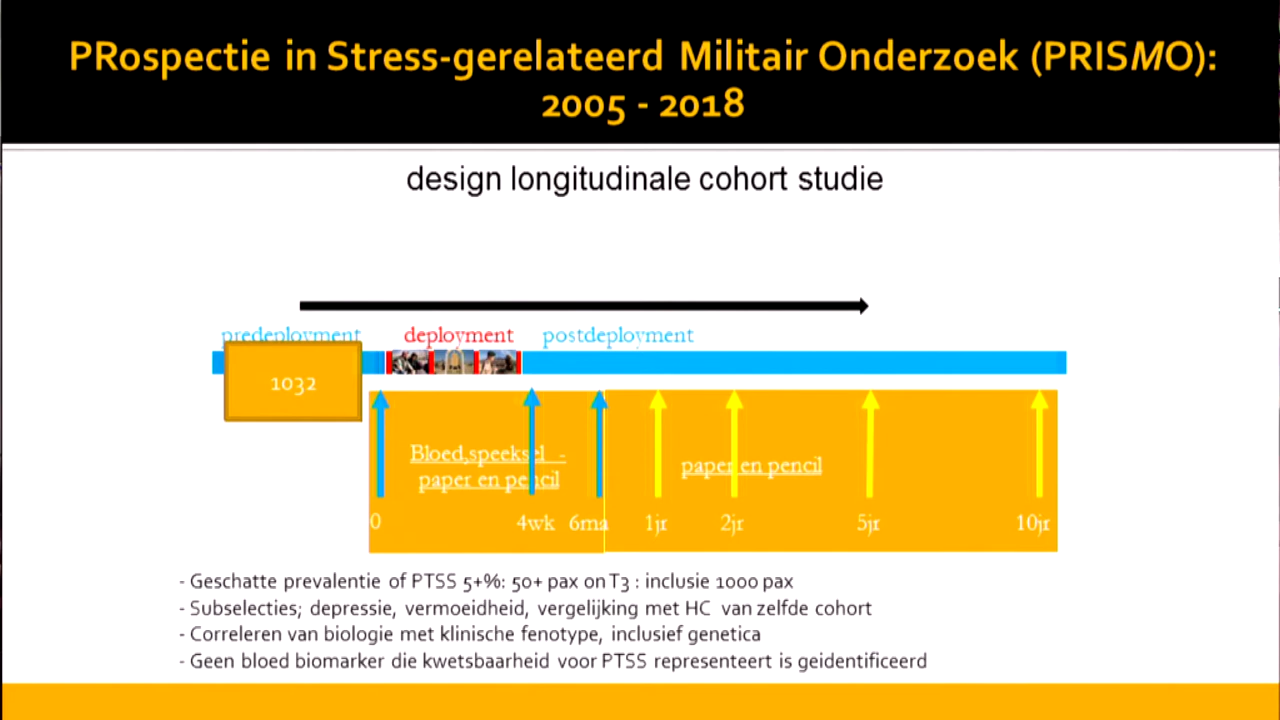 PRospectie in Stress-gerelateerd Militair Onderzoek (PRISMO):
2005 - 2018
design longitudinale cohort studie
predeployment deployment postdeployment
1032
Bloed,speeksel -
paper en pencil
paper en pencil
0 4wk 6ma 1jr 2jr 5jr 10jr
- Geschatte prevalentie of PTSS 5+%: 50+ pax on T3 : inclusie 1000 pax
- Subselecties; depressie, vermoeidheid, vergelijking met HC van zelfde cohort
- Correleren van biologie met klinische fenotype, inclusief genetica
- Geen bloed biomarker die kwetsbaarheid voor PTSS representeert is geidentificeerd